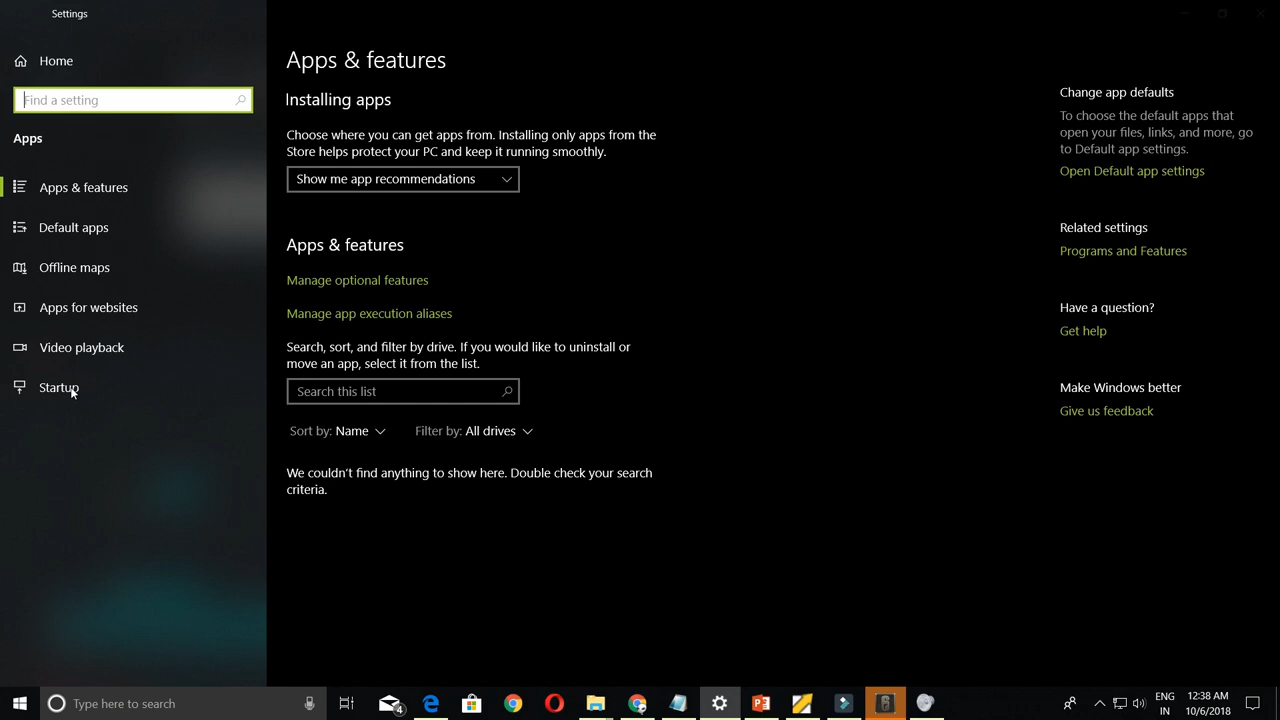 Settings
Home
Find a setting
Apps
Apps & features
Default apps
Offline maps
Apps for websites
Video playback
Startup
Apps & features
Installing apps
Choose where you can get apps from. Installing only apps from the
Store helps protect your PC and keep it running smoothly.
Show me app recommendations
Apps & features
Manage optional features
Manage app execution aliases
Search, sort, and filter by drive. If you would like to uninstall or
move an app, select it from the list.
Search this list
Sort by: Name Filter by: All drives
We couldn't find anything to show here. Double check your search
criteria.
Change app defaults
To choose the default apps that
open your files, links, and more, go
to Default app settings.
Open Default app settings
Related settings
Programs and Features
Have a question?
Get help
Make Windows better
Give us feedback
Type here to search
4
ENG
IN
12:38 AM
10/6/2018